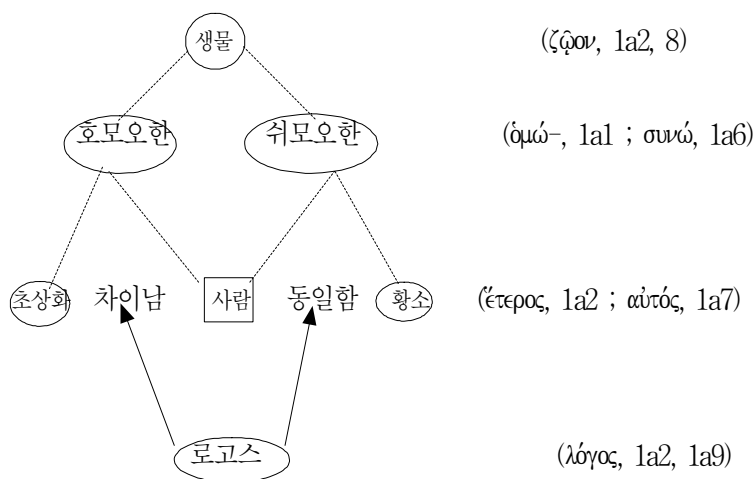 생물 (ζῷον, 1a2, 8)
호모오한 쉬모오한 (ὁμώ-, 1a1 ; συνώ, 1a6)
초상화 차이남 사람 동일함 황소 (ἕτερος, 1a2 ; αὐτός, 1a7)
로고스 (λόγος, 1a2, 1a9)